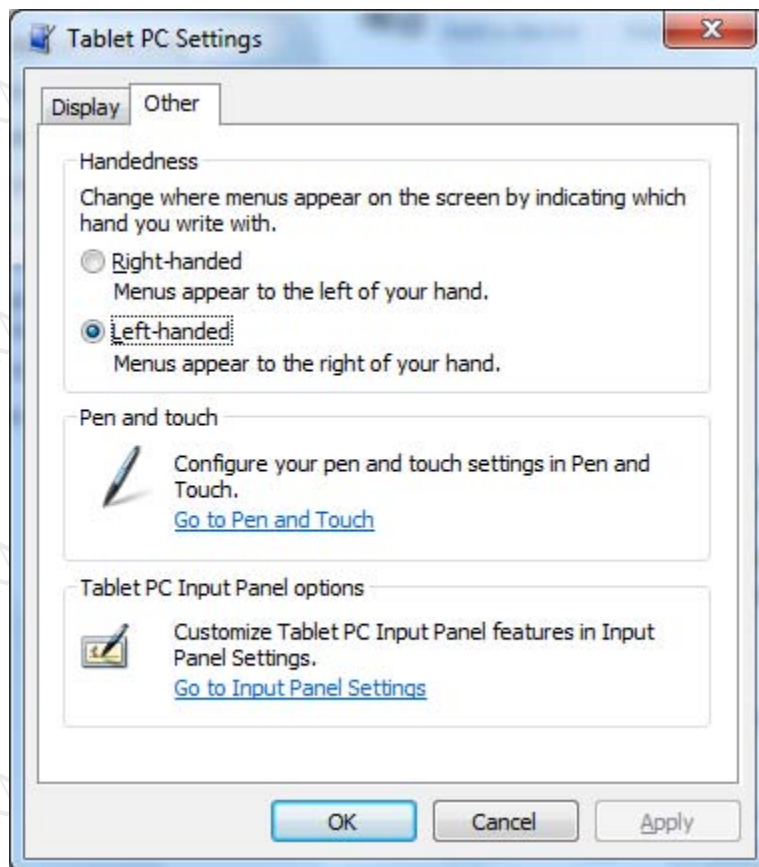 Tablet PC Settings
Display
Other
Handedness
Change where menus appear on the screen by indicating which
hand you write with.
Right-handed
Menus appear to the left of your hand.
Left-handed
Menus appear to the right of your hand.
Pen and touch
Configure your pen and touch settings in Pen and
Touch.
Go to Pen and Touch
Tablet PC Input Panel options
Customize Tablet PC Input Panel features in Input
Panel Settings.
Go to Input Panel Settings
OK
Cancel
Apply